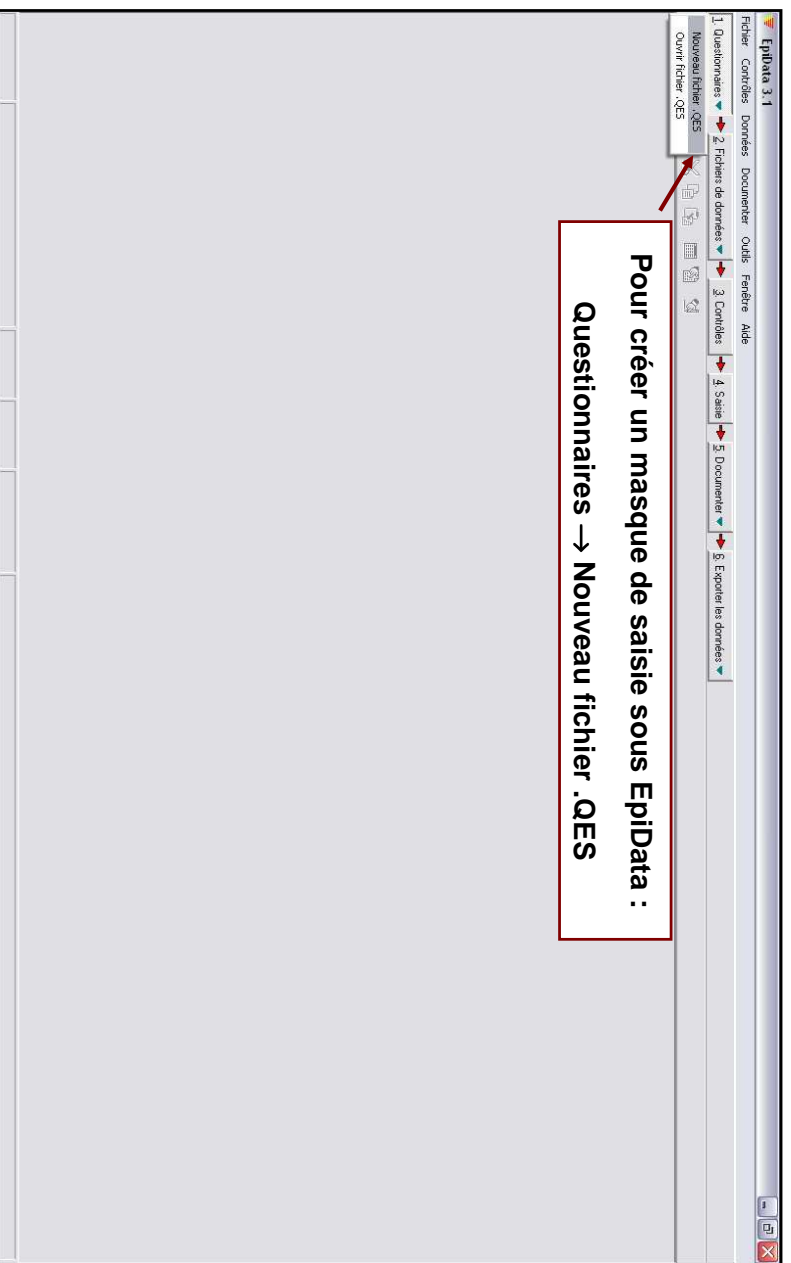 EpiData 3.1
Fichier Contrôles Données Documenter Outils Fenêtre Aide
1. Questionnaires 2. Fichiers de données 3. Contrôles 4. Saisie 5. Documenter 6. Exporter les données
Nouveau fichier .QES
Ouvrir fichier .QES
Pour créer un masque de saisie sous EpiData :
Questionnaires → Nouveau fichier .QES